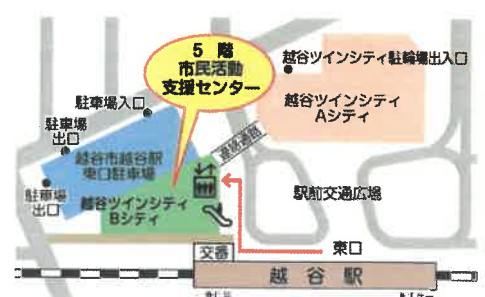 5 階
市民活動
支援センター
越谷ツインシティ駐輪場出入口
越谷ツインシティ
Aシティ
駐車場入口
駐車場
出口
越谷市越谷駅
東口駐車場
連絡通路
駐車場
出口
越谷ツインシティ
Bシティ
駅前交通広場
東口
交番
越谷駅